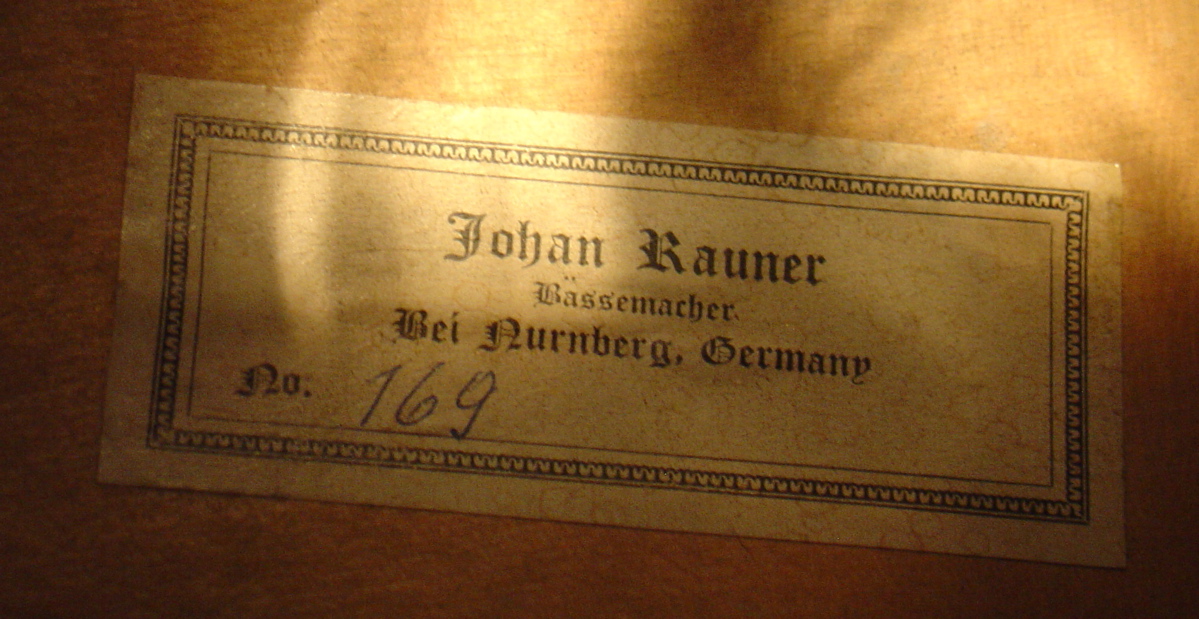 Johan Rauner
Bässemacher.
Bei Nurnberg, Germany
No. 169